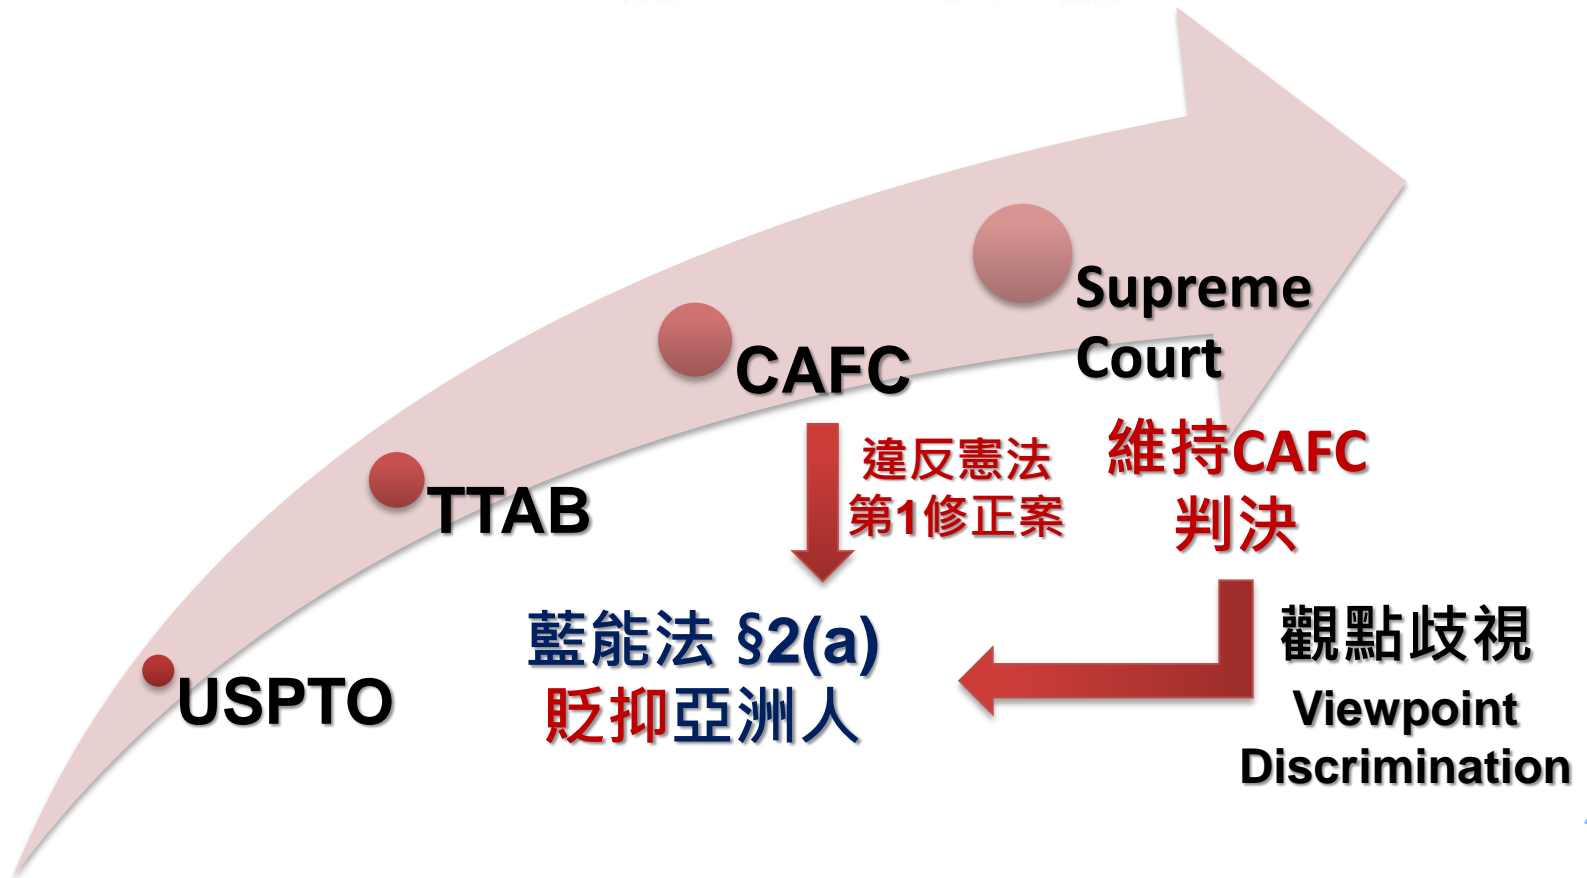 Supreme
Court
CAFC
TTAB
USPTO
違反憲法
第1修正案
維持CAFC
判決
藍能法 §2(a)
貶抑亞洲人
觀點歧視
Viewpoint
Discrimination